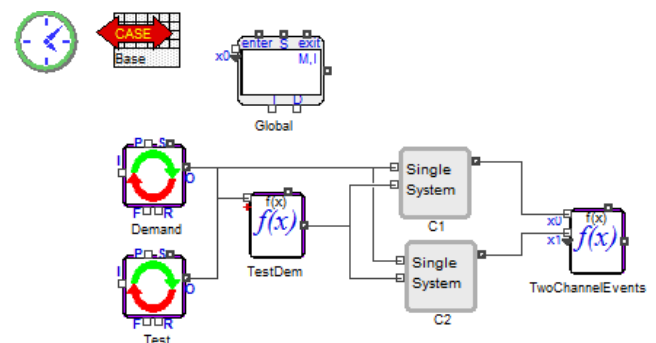 CASE
Base
enter S exit
x0
M,I
I D
Global
P S
I
O
F R
Demand
f(x)
f(x)
TestDem
Single
System
C1
x0
f(x)
x1
f(x)
TwoChannelEvents
P S
I
O
F R
Test
Single
System
C2